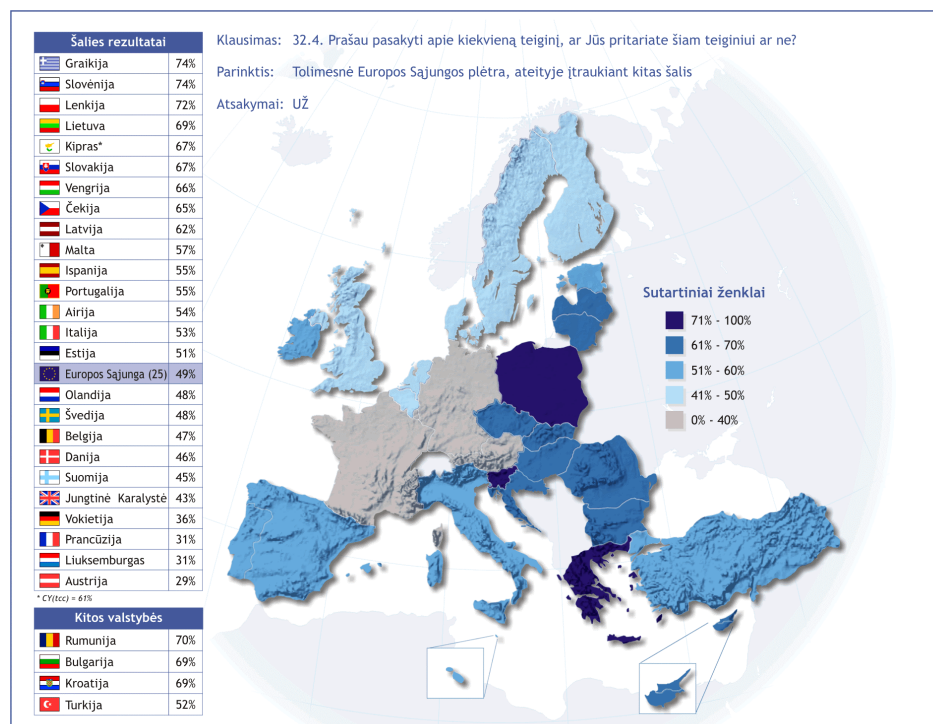 Klausimas: 32.4. Prašau pasakyti apie kiekvieną teiginį, ar Jūs pritariate šiam teiginiui ar ne?
Parinktis: Tolimesnė Europos Sąjungos plėtra, ateityje įtraukiant kitas šalis
Atsakymai: UŽ
Šalies rezultatai
Graikija 74%
Slovėnija 74%
Lenkija 72%
Lietuva 69%
Kipras* 67%
Slovakija 67%
Vengrija 66%
Čekija 65%
Latvija 62%
Malta 57%
Ispanija 55%
Portugalija 55%
Airija 54%
Italija 53%
Estija 51%
Europos Sąjunga (25) 49%
Olandija 48%
Švedija 48%
Belgija 47%
Danija 46%
Suomija 45%
Jungtinė Karalystė 43%
Vokietija 36%
Prancūzija 31%
Liuksemburgas 31%
Austrija 29%
* CY(tcc) = 61%
Kitos valstybės
Rumunija 70%
Bulgarija 69%
Kroatija 69%
Turkija 52%
Sutartiniai ženklai
71% - 100%
61% - 70%
51% - 60%
41% - 50%
0% - 40%